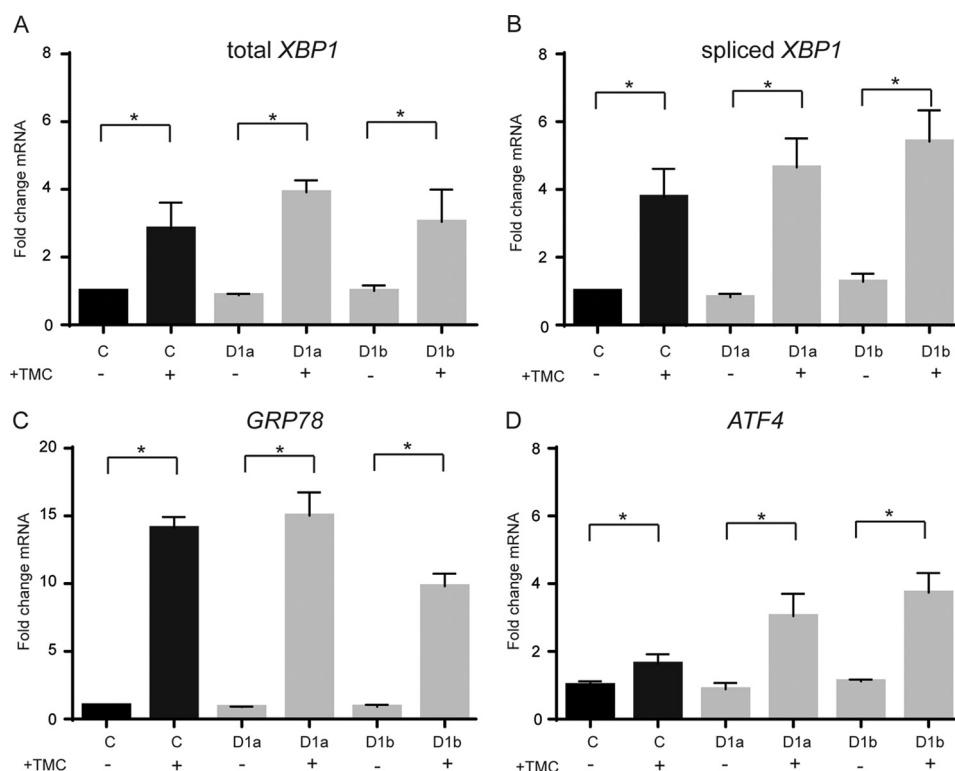 A
total XBP1
8
6
4
2
0
Fold change mRNA
* * *
C C D1a D1a D1b D1b
+TMC - + - + - +
B
spliced XBP1
8
6
4
2
0
Fold change mRNA
* * *
C C D1a D1a D1b D1b
+TMC - + - + - +
C
GRP78
20
15
10
5
0
Fold change mRNA
* * *
C C D1a D1a D1b D1b
+TMC - + - + - +
D
ATF4
8
6
4
2
0
Fold change mRNA
* * *
C C D1a D1a D1b D1b
+TMC - + - + - +